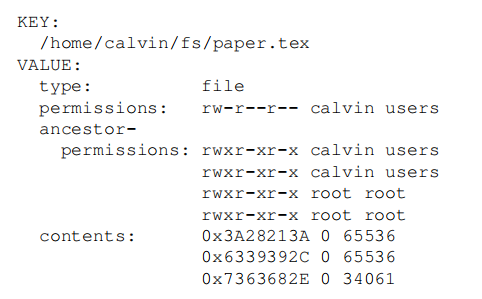 KEY:
/home/calvin/fs/paper.tex
VALUE:
type: file
permissions: rw-r--r-- calvin users
ancestor-
permissions: rwxr-xr-x calvin users
rwxr-xr-x calvin users
rwxr-xr-x root root
rwxr-xr-x root root
contents: 0x3A28213A 0 65536
0x6339392C 0 65536
0x7363682E 0 34061